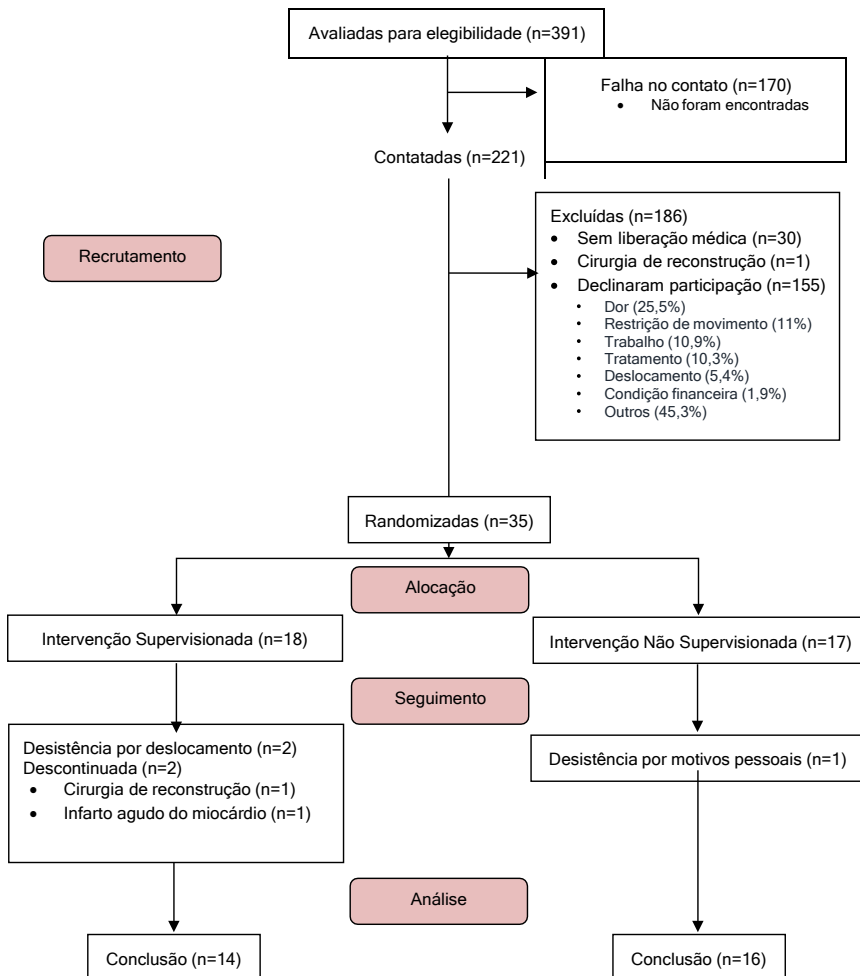 Avaliadas para elegibilidade (n=391)
Falha no contato (n=170)
• Não foram encontradas
Contatadas (n=221)
Recrutamento
Excluídas (n=186)
• Sem liberação médica (n=30)
• Cirurgia de reconstrução (n=1)
• Declinaram participação (n=155)
• Dor (25,5%)
• Restrição de movimento (11%)
• Trabalho (10,9%)
• Tratamento (10,3%)
• Deslocamento (5,4%)
• Condição financeira (1,9%)
• Outros (45,3%)
Randomizadas (n=35)
Alocação
Intervenção Supervisionada (n=18)
Intervenção Não Supervisionada (n=17)
Seguimento
Desistência por deslocamento (n=2)
Descontinuada (n=2)
• Cirurgia de reconstrução (n=1)
• Infarto agudo do miocárdio (n=1)
Desistência por motivos pessoais (n=1)
Análise
Conclusão (n=14)
Conclusão (n=16)